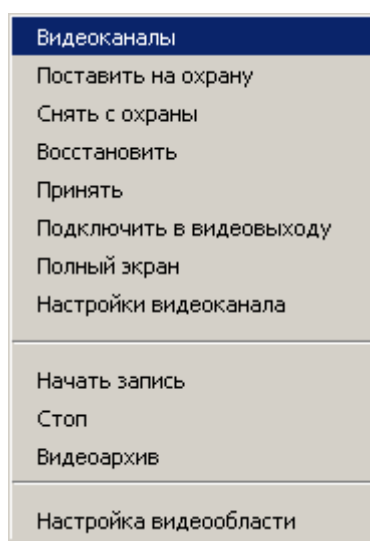 Видеоканалы
Поставить на охрану
Снять с охраны
Восстановить
Принять
Подключить в видеовыходу
Полный экран
Настройки видеоканала
Начать запись
Стоп
Видеоархив
Настройка видеообласти